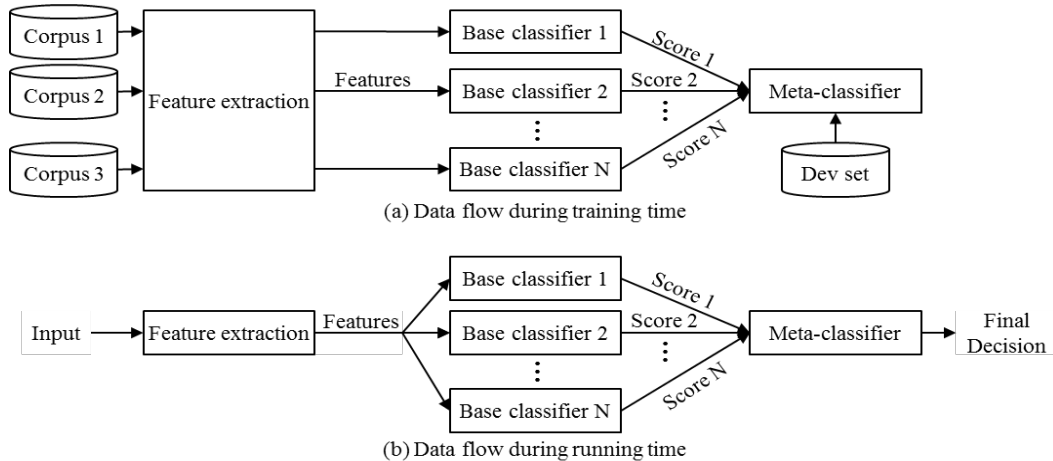 Corpus 1
Corpus 2
Corpus 3
Feature extraction
Features
Base classifier 1
Base classifier 2
⋮
Base classifier N
Score 1
Score 2
⋮
Score N
Meta-classifier
Dev set
(a) Data flow during training time
Input
Feature extraction
Features
Base classifier 1
Base classifier 2
⋮
Base classifier N
Score 1
Score 2
⋮
Score N
Meta-classifier
Final
Decision
(b) Data flow during running time